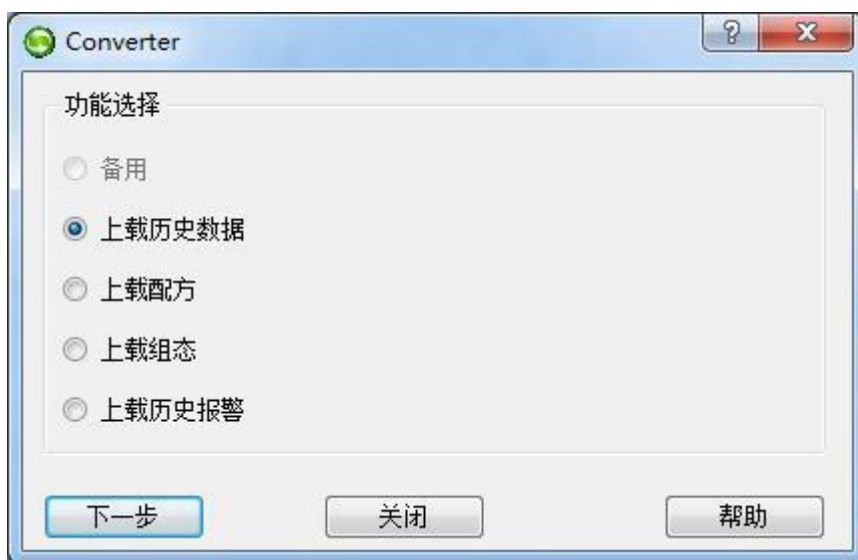 Converter
功能选择
备用
上载历史数据
上载配方
上载组态
上载历史报警
下一步 关闭 帮助